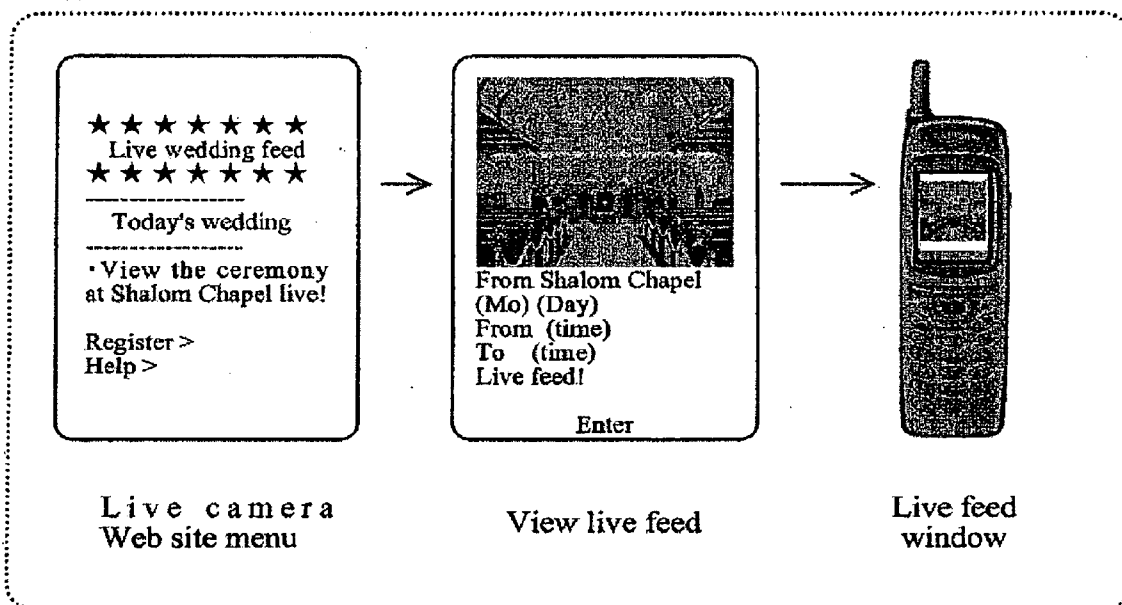 ★ ★ ★ ★ ★ ★ ★
Live wedding feed
★ ★ ★ ★ ★ ★ ★
Today's wedding
・View the ceremony
at Shalom Chapel live!
Register >
Help >
Live camera
Web site menu
From Shalom Chapel
(Mo) (Day)
From (time)
To (time)
Live feed!
Enter
View live feed
Live feed
window